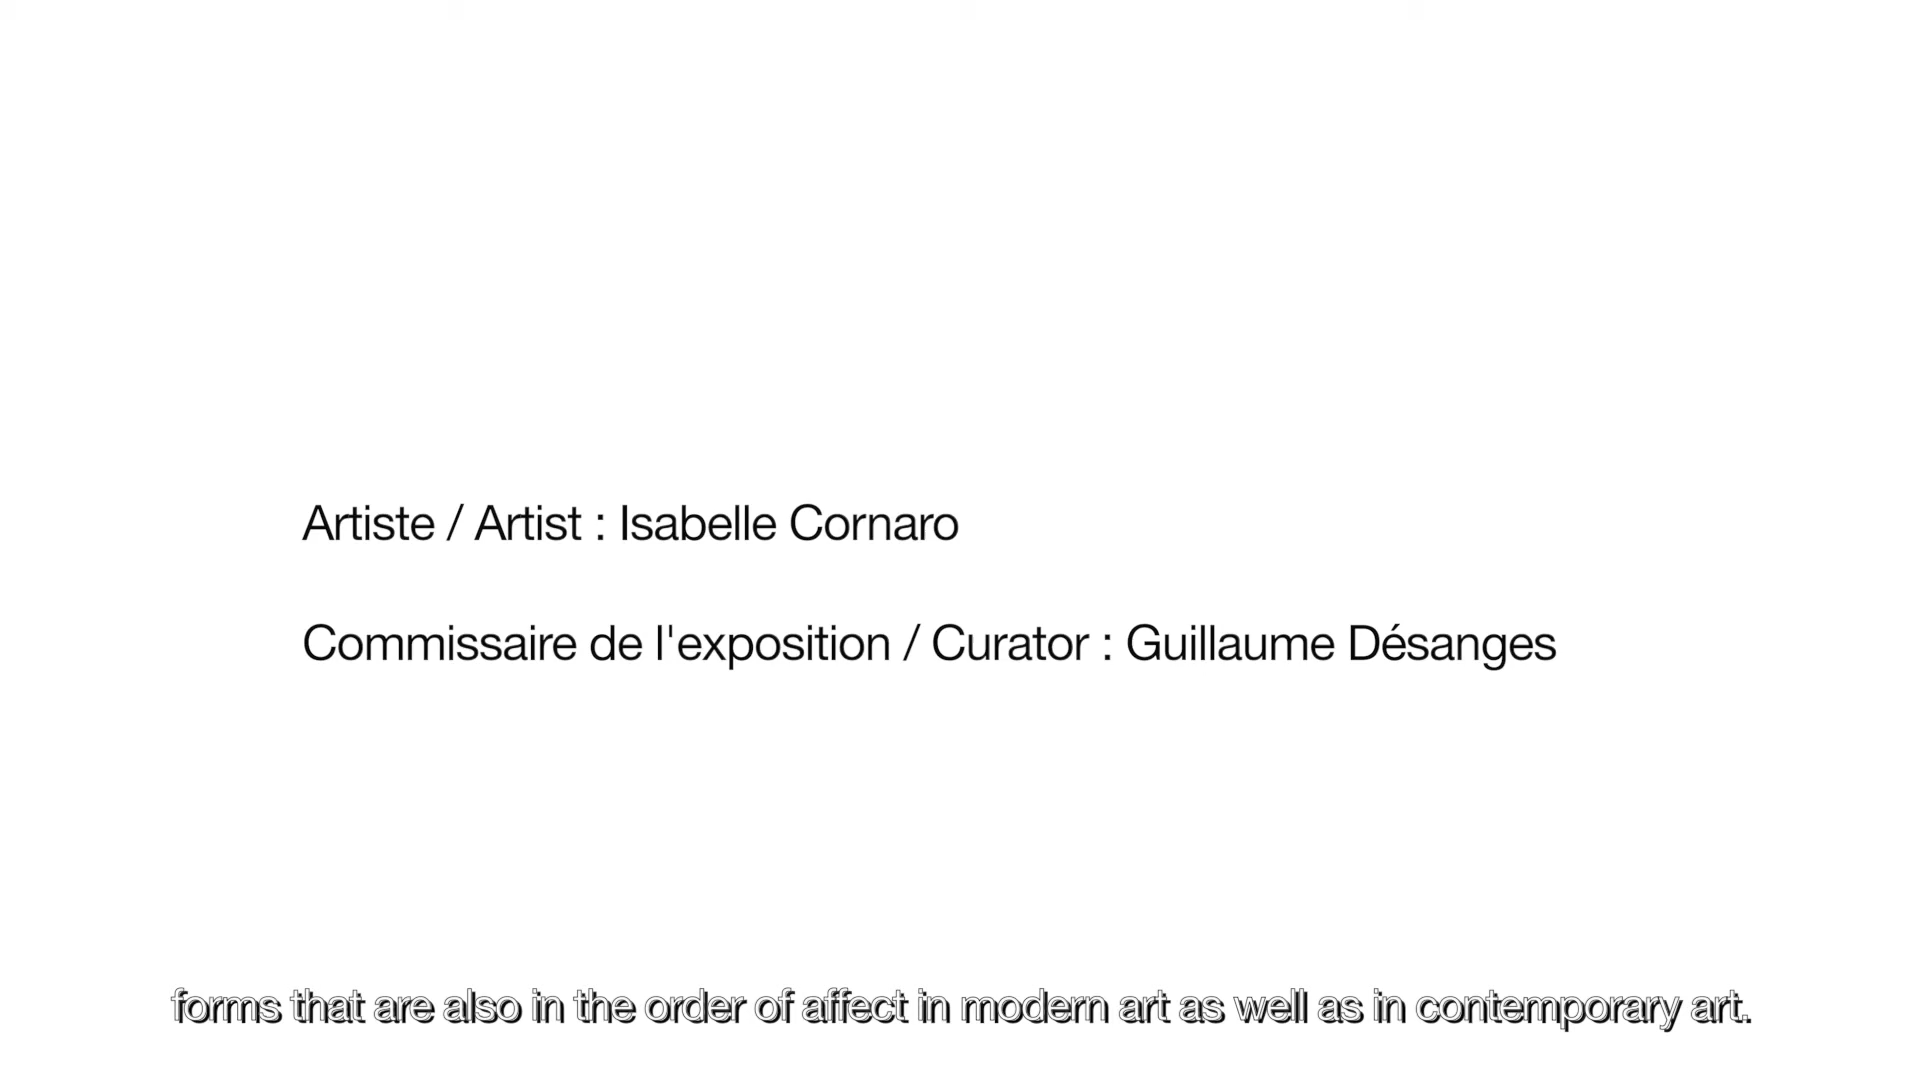 Artiste / Artist : Isabelle Cornaro
Commissaire de l'exposition / Curator : Guillaume Désanges
forms that are also in the order of affect in modern art as well as in contemporary art.